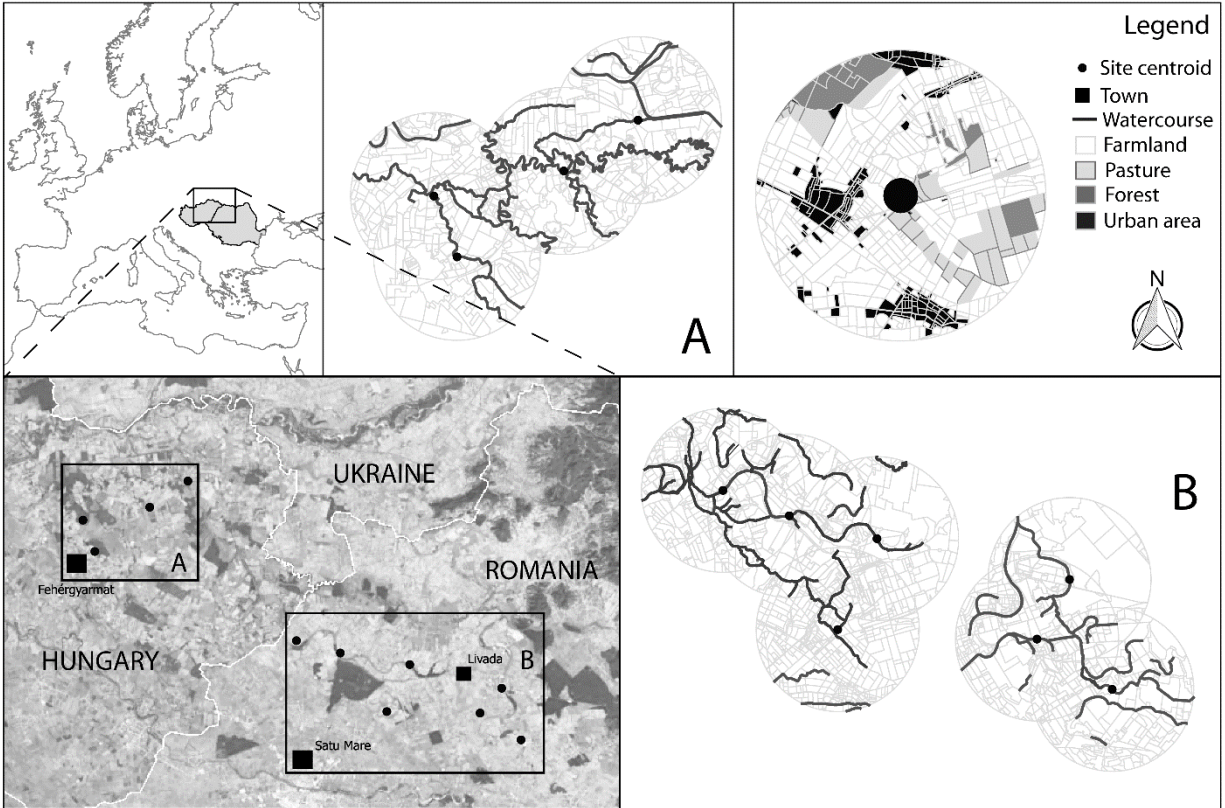 A
Legend
Site centroid
Town
Watercourse
Farmland
Pasture
Forest
Urban area
N
UKRAINE
A
Fehérgyarmat
ROMANIA
HUNGARY
B
Livada
Satu Mare
B